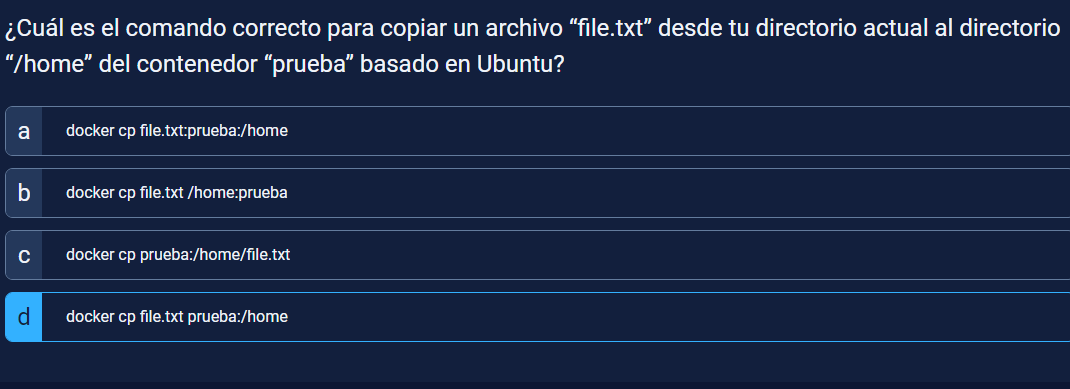 ¿Cuál es el comando correcto para copiar un archivo “file.txt” desde tu directorio actual al directorio
“/home” del contenedor “prueba” basado en Ubuntu?
a docker cp file.txt:prueba:/home
b docker cp file.txt /home:prueba
c docker cp prueba:/home/file.txt
d docker cp file.txt prueba:/home